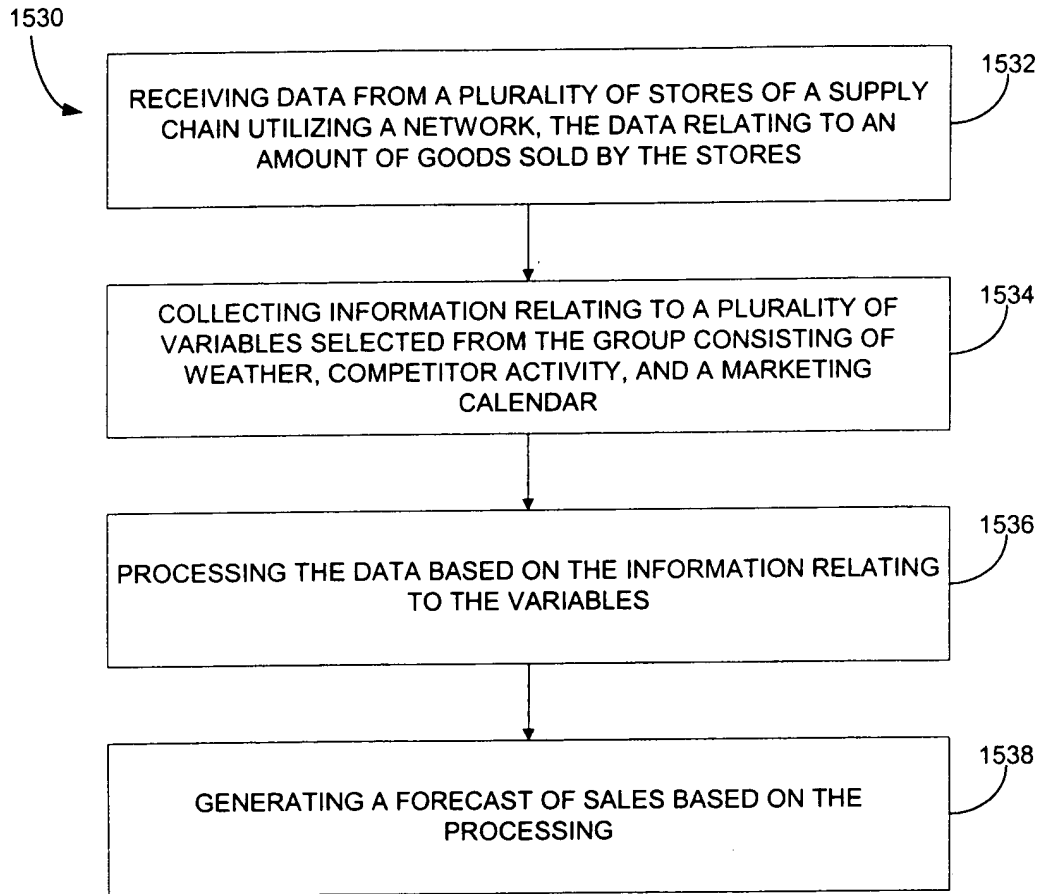 1530
1532
RECEIVING DATA FROM A PLURALITY OF STORES OF A SUPPLY
CHAIN UTILIZING A NETWORK, THE DATA RELATING TO AN
AMOUNT OF GOODS SOLD BY THE STORES
1534
COLLECTING INFORMATION RELATING TO A PLURALITY OF
VARIABLES SELECTED FROM THE GROUP CONSISTING OF
WEATHER, COMPETITOR ACTIVITY, AND A MARKETING
CALENDAR
1536
PROCESSING THE DATA BASED ON THE INFORMATION RELATING
TO THE VARIABLES
1538
GENERATING A FORECAST OF SALES BASED ON THE
PROCESSING